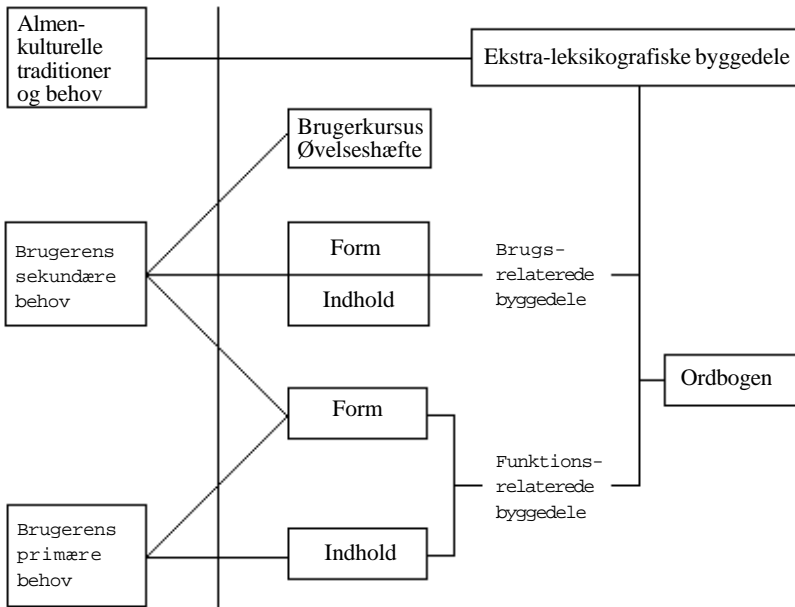 Almen-
kulturelle
traditioner
og behov
Ekstra-leksikografiske byggedele
Brugerkursus
Øvelseshæfte
Brugerens
sekundære
behov
Form
Indhold
Brugs-
relaterede
byggedele
Ordbogen
Form
Funktions-
relaterede
byggedele
Brugerens
primære
behov
Indhold